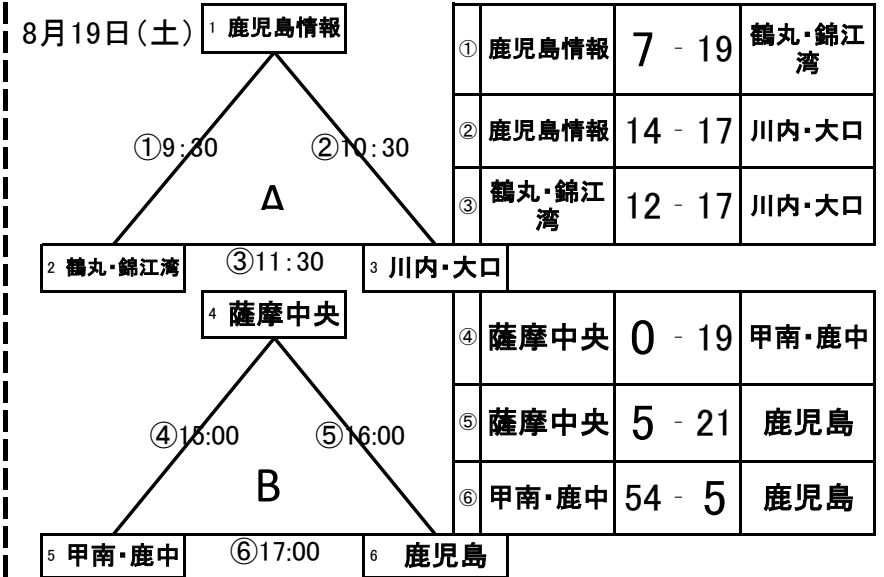 8月19日(土)
1 鹿児島情報
①9:30
②10:30
A
2 鶴丸・錦江湾
③11:30
3 川内・大口
① 鹿児島情報 7 - 19 鶴丸・錦江
湾
② 鹿児島情報 14 - 17 川内・大口
③ 鶴丸・錦江
湾 12 - 17 川内・大口
4 薩摩中央
④15:00
⑤16:00
B
5 甲南・鹿中
⑥17:00
6 鹿児島
④ 薩摩中央 0 - 19 甲南・鹿中
⑤ 薩摩中央 5 - 21 鹿児島
⑥ 甲南・鹿中 54 - 5 鹿児島